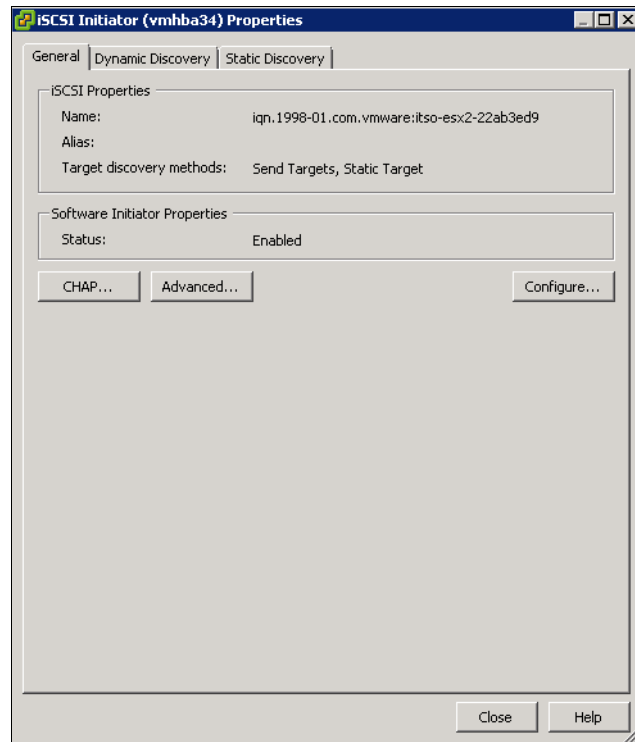 iSCSI Initiator (vmhba34) Properties
General Dynamic Discovery Static Discovery
iSCSI Properties
Name: iqn.1998-01.com.vmware:itso-esx2-22ab3ed9
Alias:
Target discovery methods: Send Targets, Static Target
Software Initiator Properties
Status: Enabled
CHAP... Advanced... Configure...
Close Help